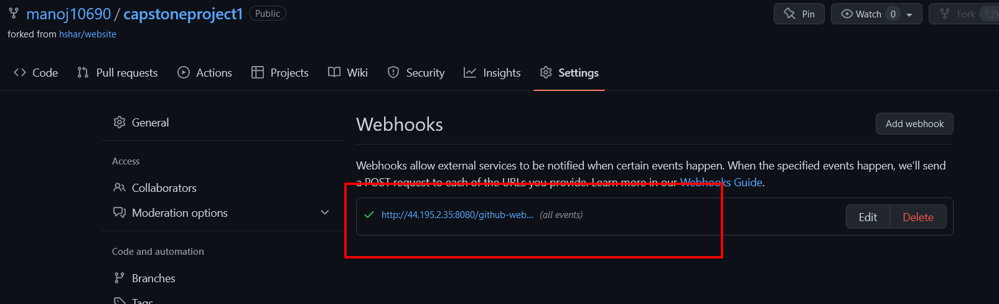 manoj10690 / capstoneproject1 Public
Pin
Watch 0
Fork 1.2k
forked from hshar/website
Code Pull requests Actions Projects Wiki Security Insights Settings
General
Access
Collaborators
Moderation options
Code and automation
Branches
Tags
Webhooks
Add webhook
Webhooks allow external services to be notified when certain events happen. When the specified events happen, we'll send
a POST request to each of the URLs you provide. Learn more in our Webhooks Guide.
http://44.195.2.35:8080/github-web... (all events)
Edit Delete